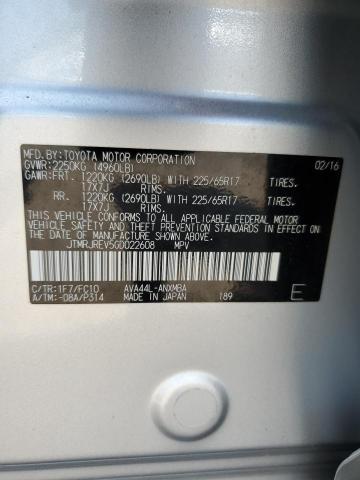 MFD.BY:TOYOTA MOTOR CORPORATION 02/16
GVWR:2250KG (4960LB)
GAWR:FRT. 1220KG (2690LB) WITH 225/65R17 TIRES,
17X7J RIMS,
RR. 1220KG (2690LB) WITH 225/65R17 TIRES,
17X7J RIMS,
THIS VEHICLE CONFORMS TO ALL APPLICABLE FEDERAL MOTOR
VEHICLE SAFETY AND THEFT PREVENTION STANDARDS
IN EFFECT ON THE DATE OF MANUFACTURE SHOWN ABOVE.
JTMRJREV5GD022608 MPV
C/TR:1F7/FC10 AVA44L-ANXMBA
A/TM:-08A/P314 MADE IN JAPAN 189 E